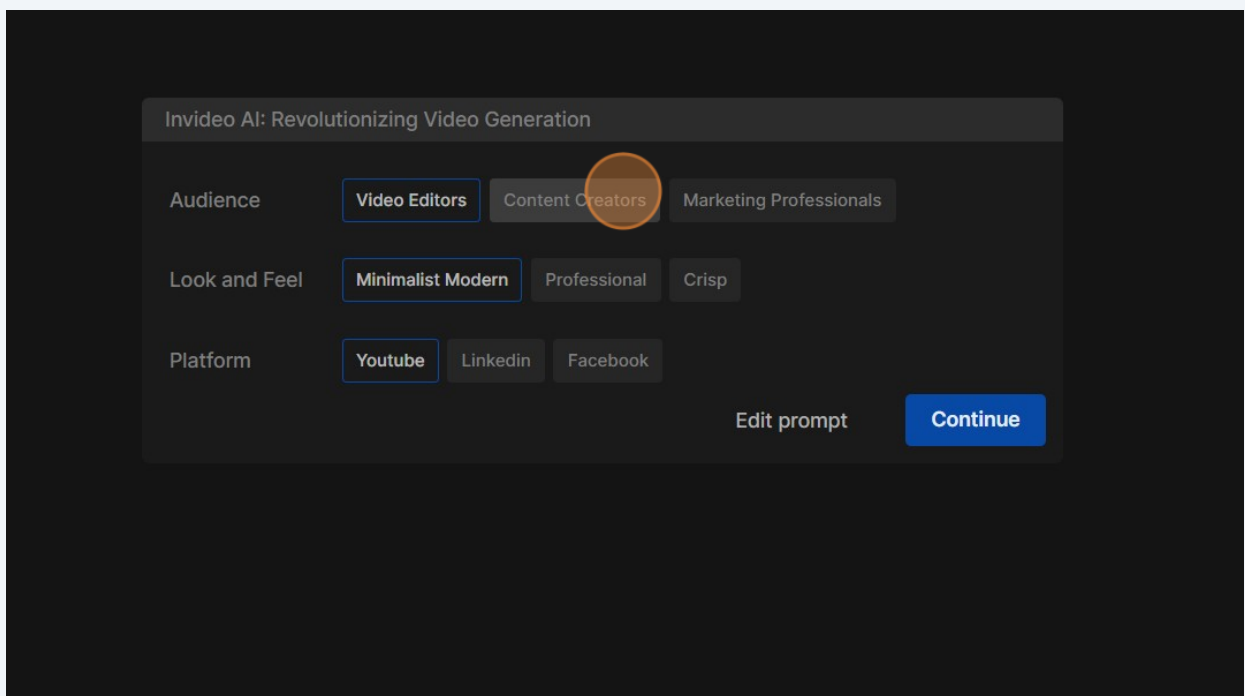 Invideo AI: Revolutionizing Video Generation
Audience Video Editors Content Creators Marketing Professionals
Look and Feel Minimalist Modern Professional Crisp
Platform Youtube Linkedin Facebook
Edit prompt Continue